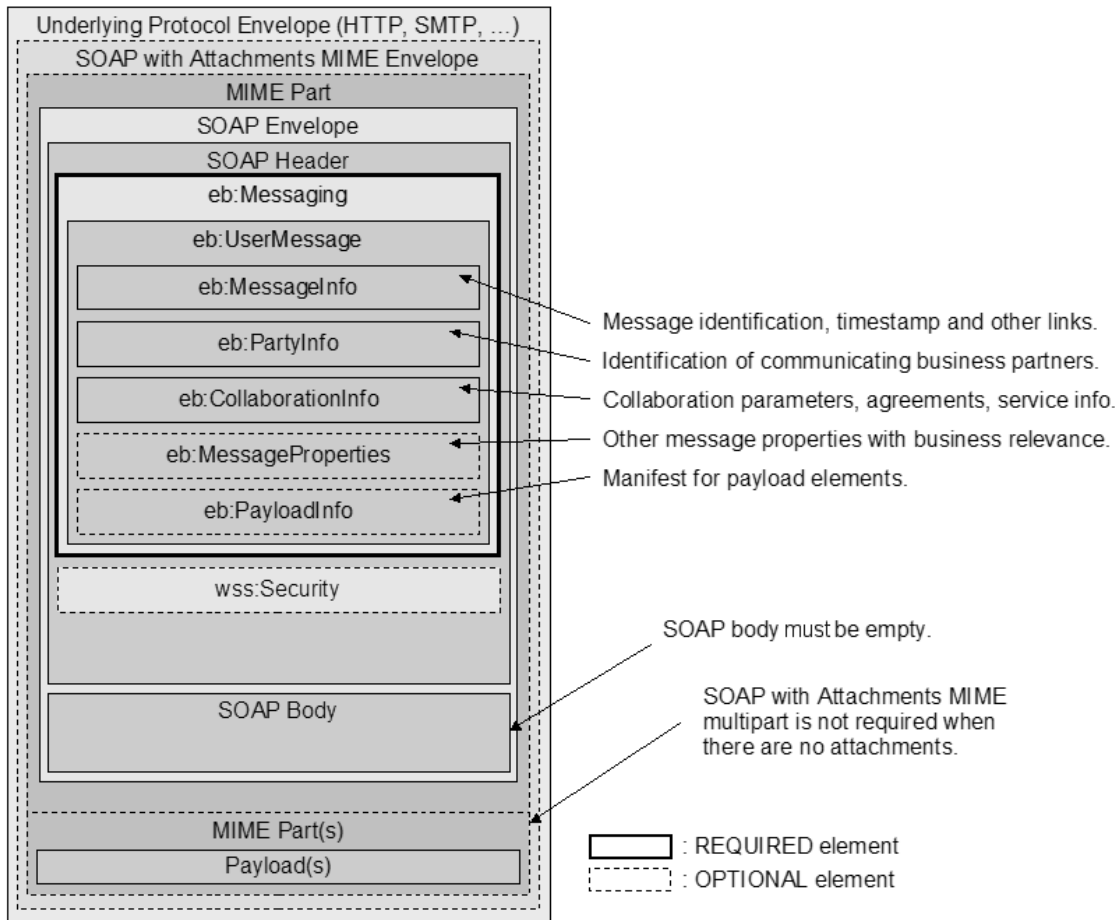 Underlying Protocol Envelope (HTTP, SMTP, ...)
SOAP with Attachments MIME Envelope
MIME Part
SOAP Envelope
SOAP Header
eb:Messaging
eb:UserMessage
eb:MessageInfo
eb:PartyInfo
eb:CollaborationInfo
eb:MessageProperties
eb:PayloadInfo
wss:Security
SOAP Body
MIME Part(s)
Payload(s)
Message identification, timestamp and other links.
Identification of communicating business partners.
Collaboration parameters, agreements, service info.
Other message properties with business relevance.
Manifest for payload elements.
SOAP body must be empty.
SOAP with Attachments MIME
multipart is not required when
there are no attachments.
: REQUIRED element
: OPTIONAL element